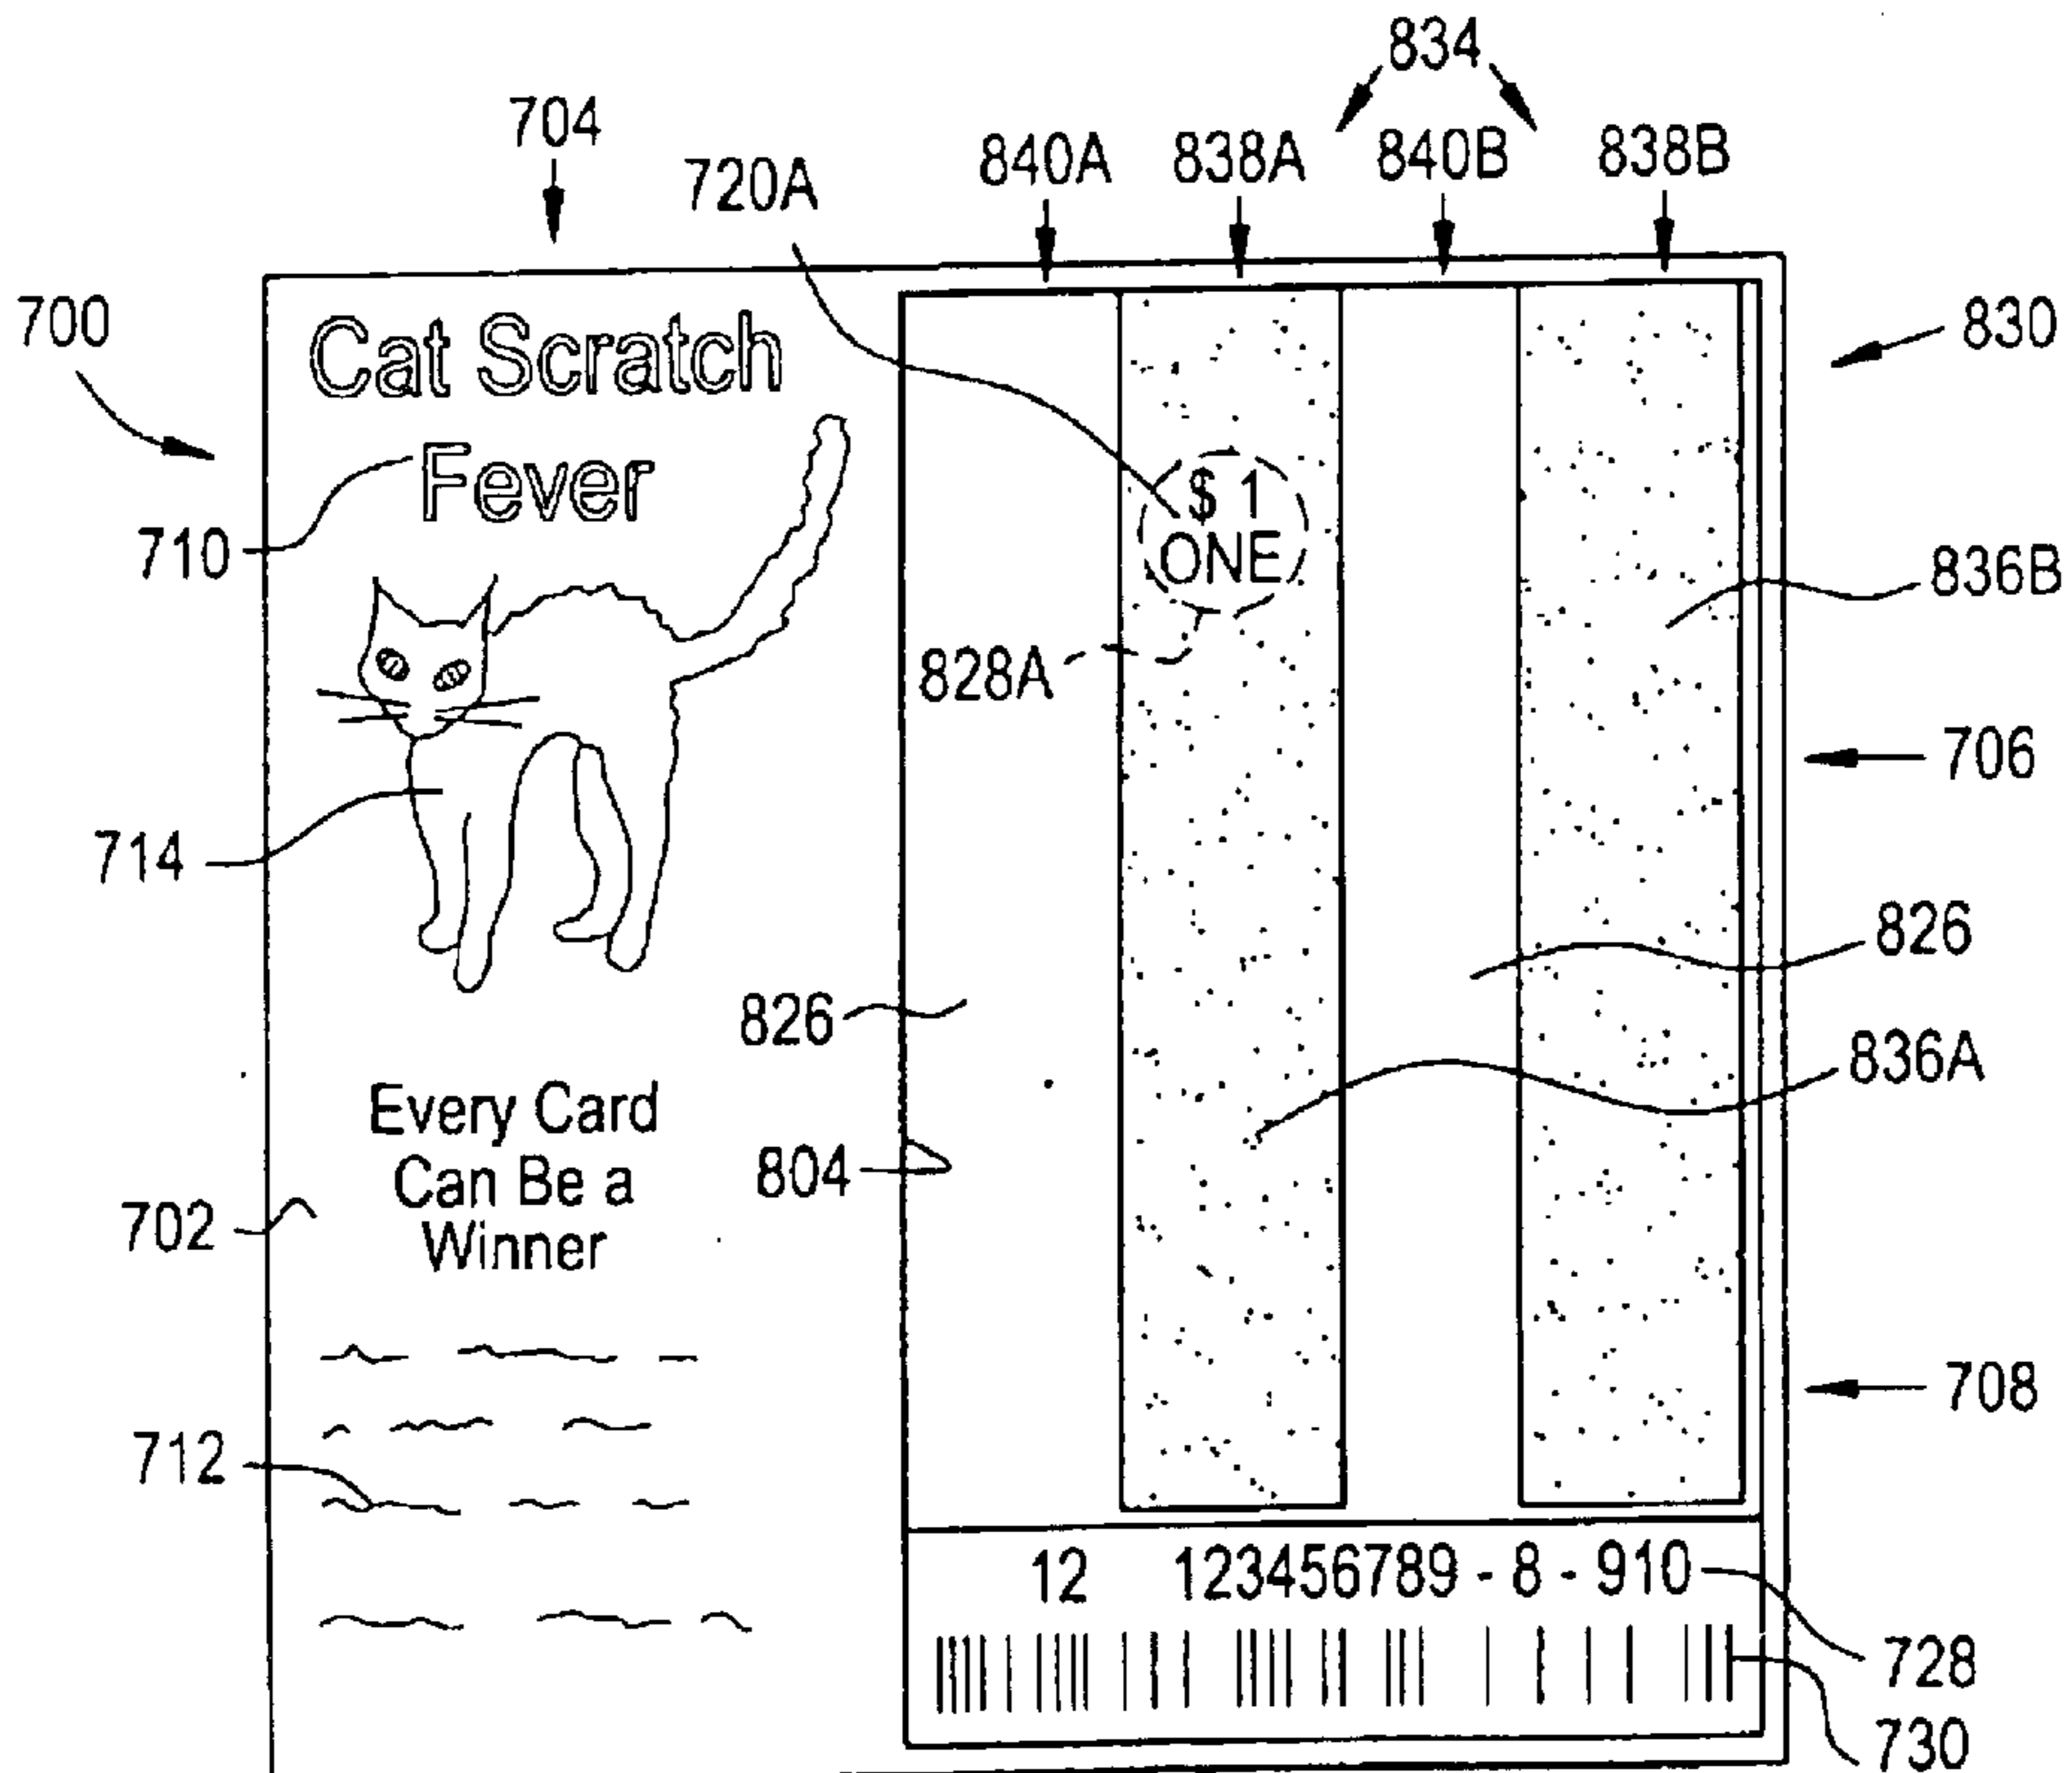 834
704
720A
840A 838A 840B 838B
700
830
Cat Scratch
Fever
710
$ 1
ONE
836B
828A
706
714
826
826
836A
Every Card
Can Be a
Winner
804
702
708
712
12 123456789 - 8 - 910
728
730